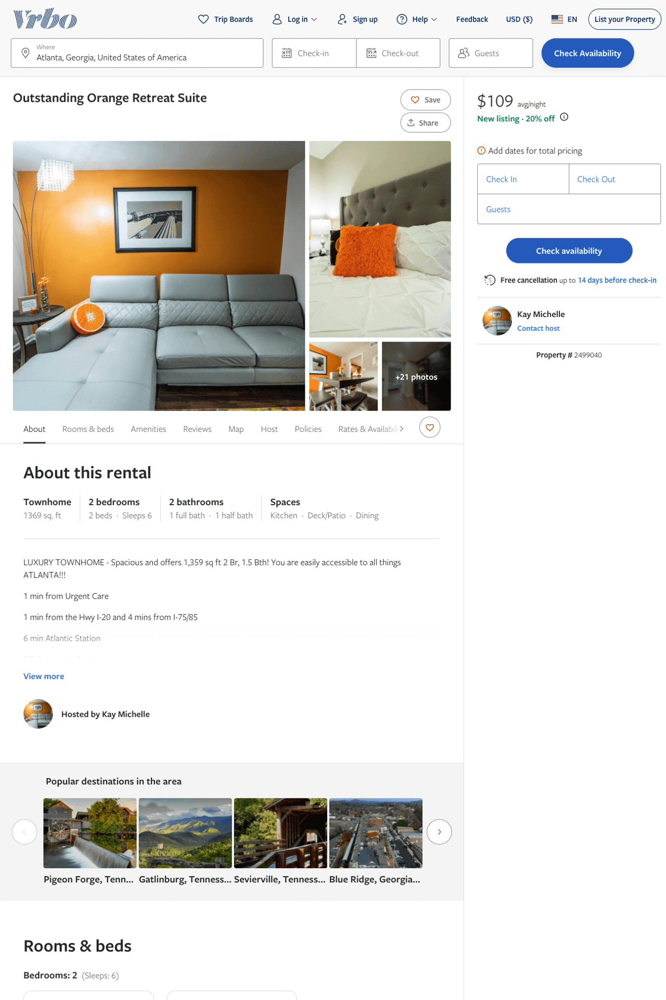 Vrbo
Trip Boards
Log in
Sign up
Help
Feedback
USD ($)
EN
List your Property
Where
Atlanta, Georgia, United States of America
Check-in
Check-out
Guests
Check Availability
Outstanding Orange Retreat Suite
Save
Share
$109 avg/night
New listing · 20% off
Add dates for total pricing
Check In
Check Out
Guests
Check availability
Free cancellation up to 14 days before check-in
Kay Michelle
Contact host
Property # 2499040
+21 photos
About
Rooms & beds
Amenities
Reviews
Map
Host
Policies
Rates &
About this rental
Townhome
1369 sq. ft
2 bedrooms
2 beds · Sleeps 6
2 bathrooms
1 full bath · 1 half bath
Spaces
Kitchen · Deck/Patio · Dining
LUXURY TOWNHOME - Spacious and offers 1,359 sq ft 2 Br, 1.5 Bth! You are easily accessible to all things
ATLANTA!!!
1 min from Urgent Care
1 min from the Hwy I-20 and 4 mins from I-75/85
6 min Atlantic Station
View more
Hosted by Kay Michelle
Popular destinations in the area
Pigeon Forge, Tenn...
Gatlinburg, Tenness...
Sevierville, Tenness...
Blue Ridge, Georgia...
Rooms & beds
Bedrooms: 2 (Sleeps: 6)